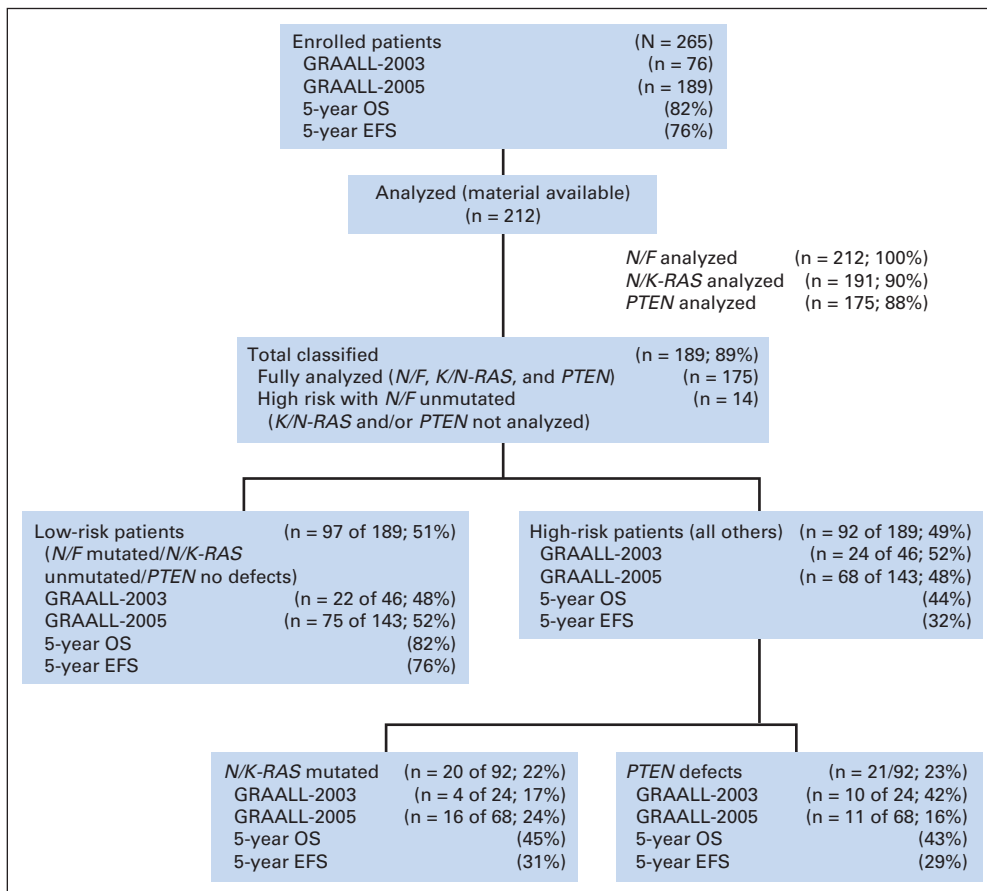 Enrolled patients (N = 265)
GRAALL-2003 (n = 76)
GRAALL-2005 (n = 189)
5-year OS (82%)
5-year EFS (76%)
Analyzed (material available)
(n = 212)
N/F analyzed (n = 212; 100%)
N/K-RAS analyzed (n = 191; 90%)
PTEN analyzed (n = 175; 88%)
Total classified (n = 189; 89%)
Fully analyzed (N/F, K/N-RAS, and PTEN) (n = 175)
High risk with N/F unmutated (n = 14)
(K/N-RAS and/or PTEN not analyzed)
Low-risk patients (n = 97 of 189; 51%)
(N/F mutated/N/K-RAS
unmutated/PTEN no defects)
GRAALL-2003 (n = 22 of 46; 48%)
GRAALL-2005 (n = 75 of 143; 52%)
5-year OS (82%)
5-year EFS (76%)
High-risk patients (all others) (n = 92 of 189; 49%)
GRAALL-2003 (n = 24 of 46; 52%)
GRAALL-2005 (n = 68 of 143; 48%)
5-year OS (44%)
5-year EFS (32%)
N/K-RAS mutated (n = 20 of 92; 22%)
GRAALL-2003 (n = 4 of 24; 17%)
GRAALL-2005 (n = 16 of 68; 24%)
5-year OS (45%)
5-year EFS (31%)
PTEN defects (n = 21/92; 23%)
GRAALL-2003 (n = 10 of 24; 42%)
GRAALL-2005 (n = 11 of 68; 16%)
5-year OS (43%)
5-year EFS (29%)